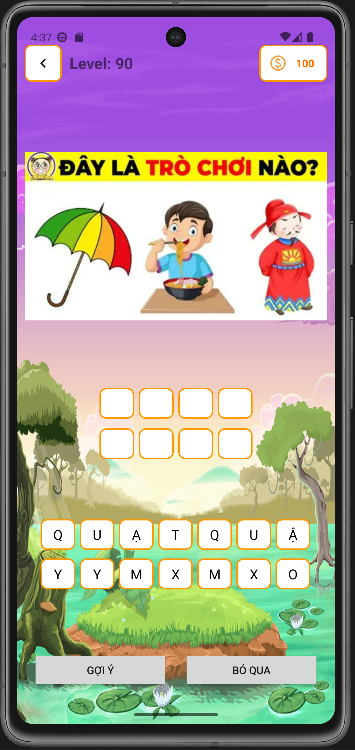 4:37
Level: 90
100
ĐÂY LÀ TRÒ CHƠI NÀO?
Q U Ạ T Q U Ậ
Y Y M X M X O
GỢI Ý
BỎ QUA